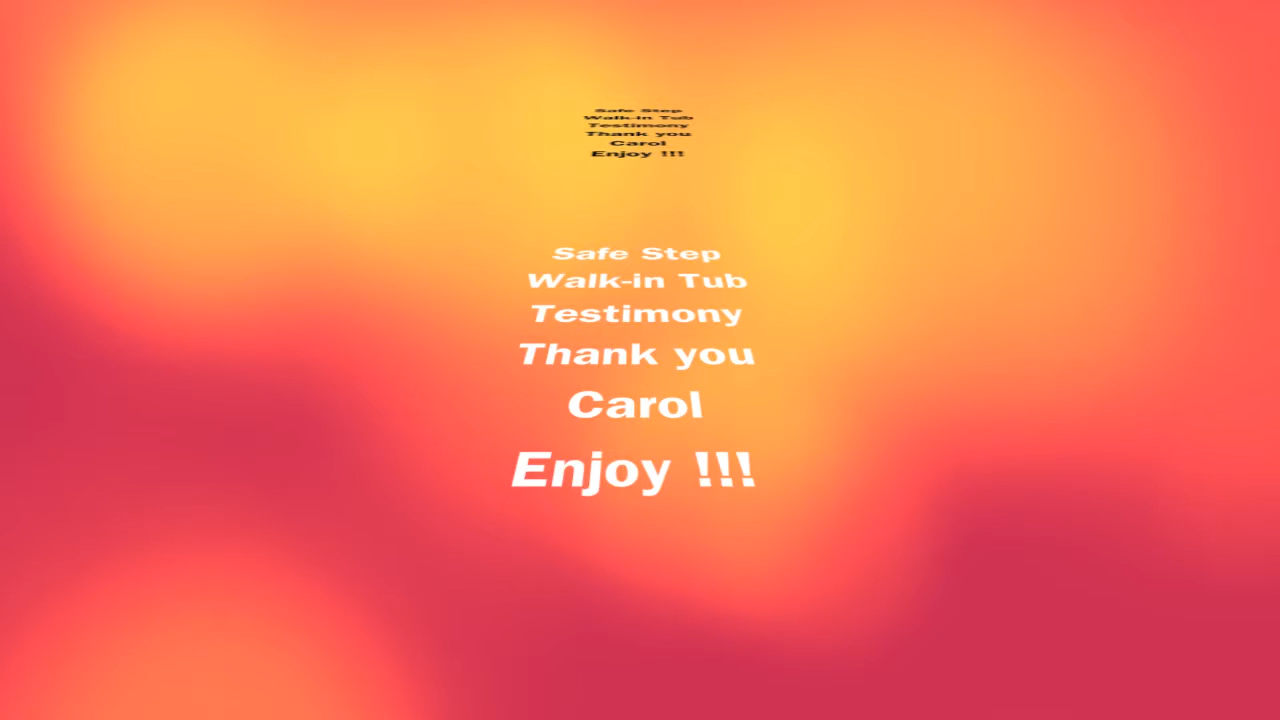 Safe Step
Walk-in Tub
Testimony
Thank you
Carol
Enjoy !!!
Safe Step
Walk-in Tub
Testimony
Thank you
Carol
Enjoy !!!